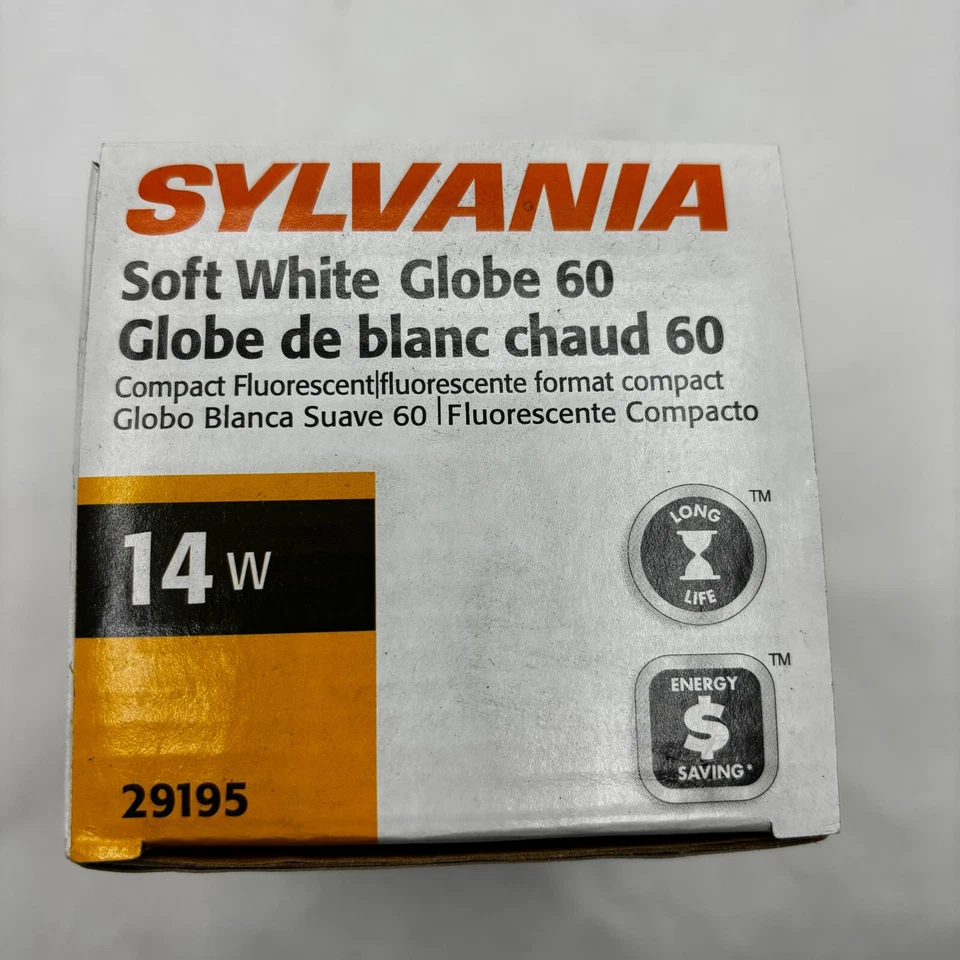 SYLVANIA
Soft White Globe 60
Globe de blanc chaud 60
Compact Fluorescent|fluorescente format compact
Globo Blanca Suave 60 | Fluorescente Compacto
14 W
LONG
LIFE
TM
ENERGY
$
SAVING*
TM
29195